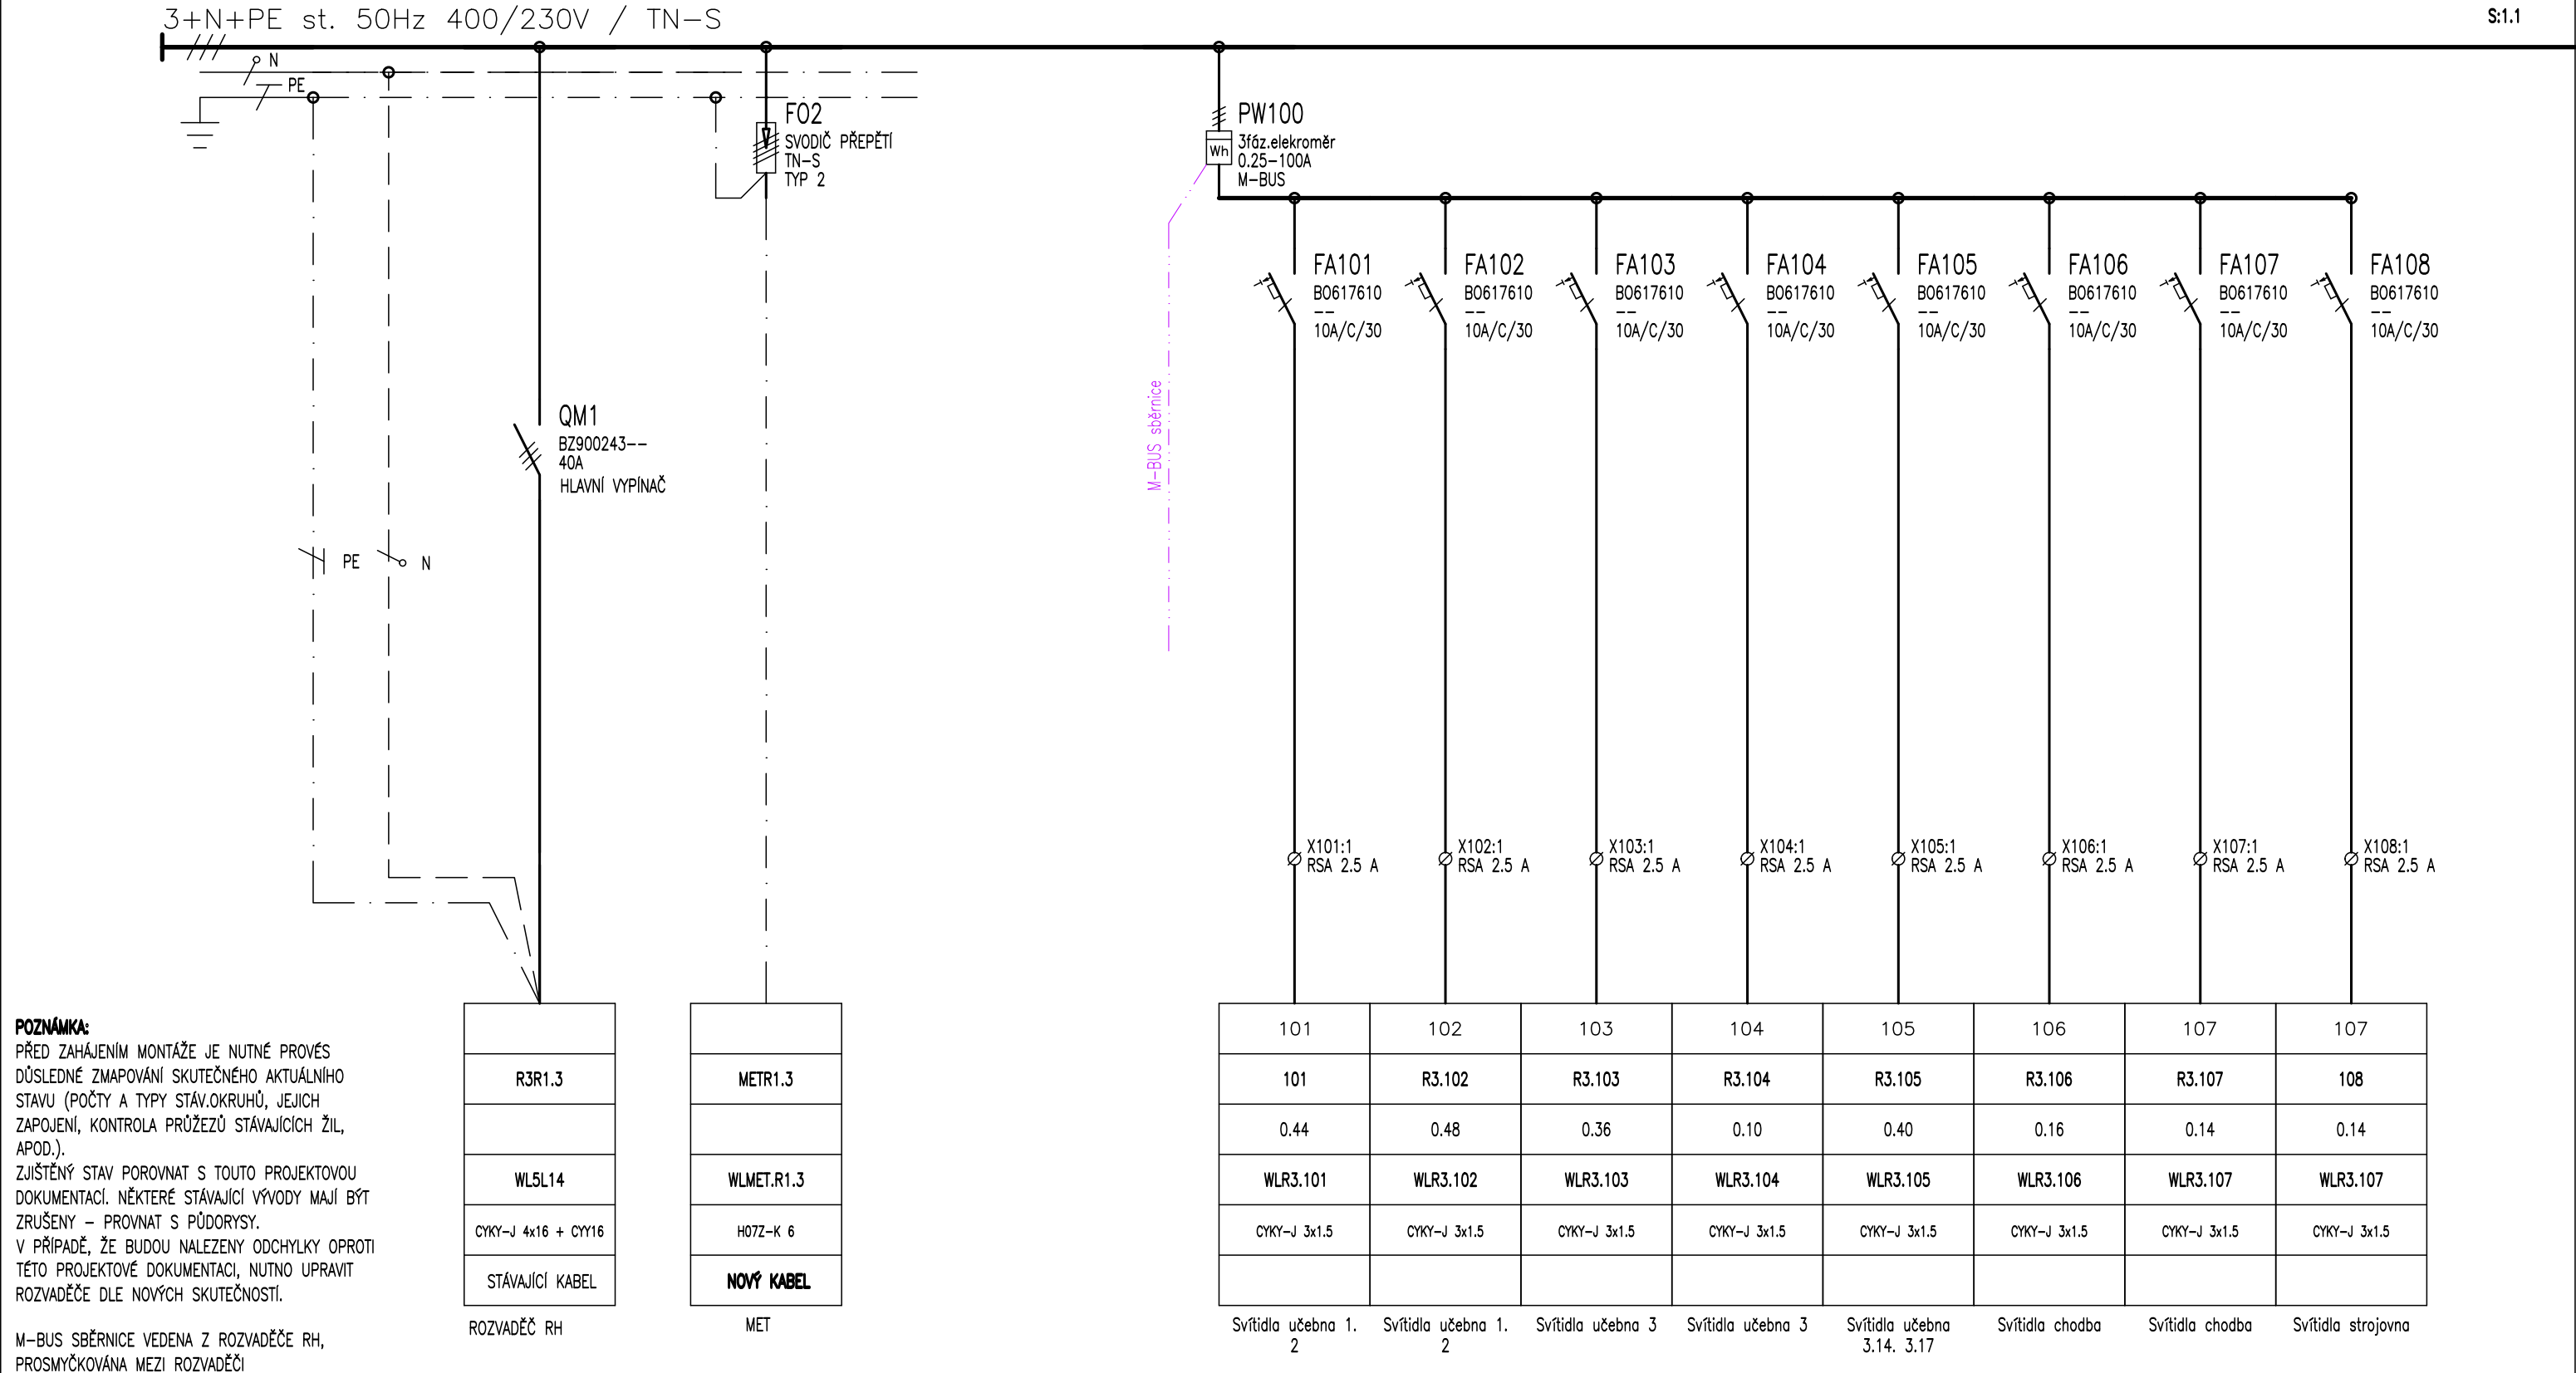 3+N+PE st. 50Hz 400/230V / TN-S
S:1.1
N
PE
F02
SVODIČ PŘEPĚTÍ
TN-S
TYP 2
PW100
3fáz.elekroměr
0.25-100A
M-BUS
Wh
M-BUS sběrnice
FA101
BO617610
--
10A/C/30
FA102
BO617610
--
10A/C/30
FA103
BO617610
--
10A/C/30
FA104
BO617610
--
10A/C/30
FA105
BO617610
--
10A/C/30
FA106
BO617610
--
10A/C/30
FA107
BO617610
--
10A/C/30
FA108
BO617610
--
10A/C/30
QM1
BZ900243--
40A
HLAVNÍ VYPÍNAČ
PE
N
X101:1
RSA 2.5 A
X102:1
RSA 2.5 A
X103:1
RSA 2.5 A
X104:1
RSA 2.5 A
X105:1
RSA 2.5 A
X106:1
RSA 2.5 A
X107:1
RSA 2.5 A
X108:1
RSA 2.5 A
POZNÁMKA:
PŘED ZAHÁJENÍM MONTÁŽE JE NUTNÉ PROVÉS
DŮSLEDNÉ ZMAPOVÁNÍ SKUTEČNÉHO AKTUÁLNÍHO
STAVU (POČTY A TYPY STÁV.OKRUHŮ, JEJICH
ZAPOJENÍ, KONTROLA PRŮŽEZŮ STÁVAJÍCÍCH ŽIL,
APOD.).
ZJIŠTĚNÝ STAV POROVNAT S TOUTO PROJEKTOVOU
DOKUMENTACÍ. NĚKTERÉ STÁVAJÍCÍ VÝVODY MAJÍ BÝT
ZRUŠENY - PROVNAT S PŮDORYSY.
V PŘÍPADĚ, ŽE BUDOU NALEZENY ODCHYLKY OPROTI
TÉTO PROJEKTOVÉ DOKUMENTACI, NUTNO UPRAVIT
ROZVADĚČE DLE NOVÝCH SKUTEČNOSTÍ.
M-BUS SBĚRNICE VEDENA Z ROZVADĚČE RH,
PROSMYČKOVÁNA MEZI ROZVADĚČI
R3R1.3
WL5L14
CYKY-J 4x16 + CYY16
STÁVAJÍCÍ KABEL
ROZVADĚČ RH
METR1.3
WLMET.R1.3
H07Z-K 6
NOVÝ KABEL
MET
101 102 103 104 105 106 107 107
101 R3.102 R3.103 R3.104 R3.105 R3.106 R3.107 108
0.44 0.48 0.36 0.10 0.40 0.16 0.14 0.14
WLR3.101 WLR3.102 WLR3.103 WLR3.104 WLR3.105 WLR3.106 WLR3.107 WLR3.107
CYKY-J 3x1.5 CYKY-J 3x1.5 CYKY-J 3x1.5 CYKY-J 3x1.5 CYKY-J 3x1.5 CYKY-J 3x1.5 CYKY-J 3x1.5 CYKY-J 3x1.5
Svítidla učebna 1.
2
Svítidla učebna 1.
2
Svítidla učebna 3
Svítidla učebna 3
Svítidla učebna
3.14. 3.17
Svítidla chodba
Svítidla chodba
Svítidla strojovna